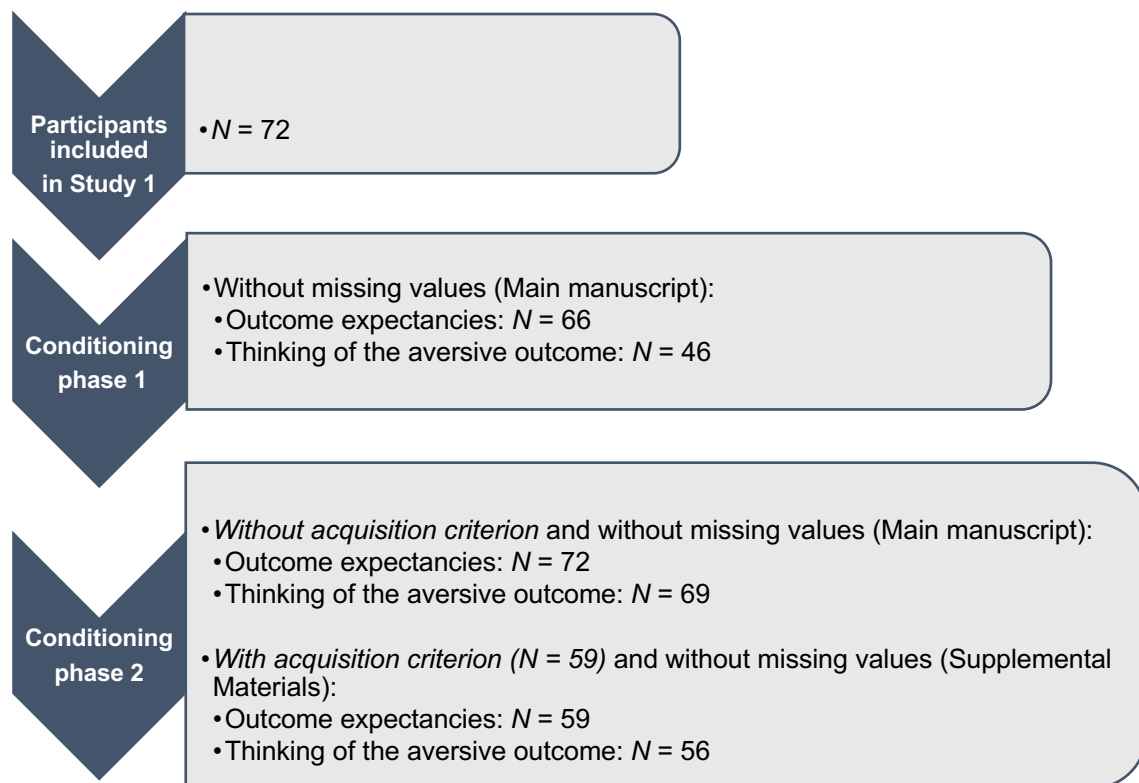 Participants
included
in Study 1
•N = 72
Conditioning
phase 1
•Without missing values (Main manuscript):
•Outcome expectancies: N = 66
•Thinking of the aversive outcome: N = 46
Conditioning
phase 2
•Without acquisition criterion and without missing values (Main manuscript):
•Outcome expectancies: N = 72
•Thinking of the aversive outcome: N = 69
•With acquisition criterion (N = 59) and without missing values (Supplemental
Materials):
•Outcome expectancies: N = 59
•Thinking of the aversive outcome: N = 56